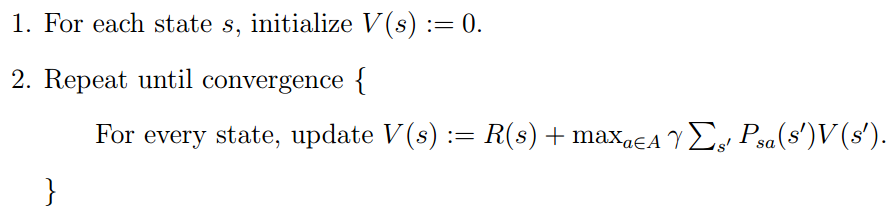 1. For each state s, initialize V(s) := 0.
2. Repeat until convergence {
For every state, update V(s) := R(s) + max_{a∈A} γ ∑_{s′} P_{sa}(s′)V(s′).
}